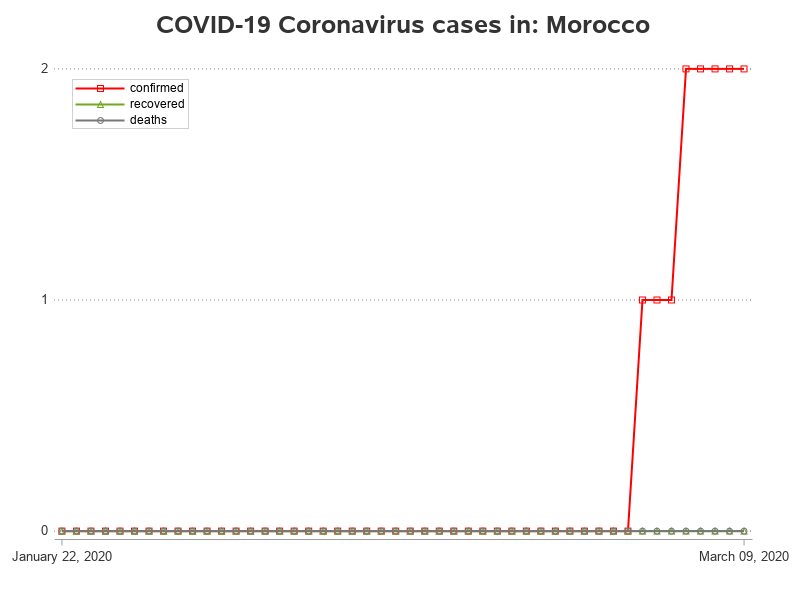 COVID-19 Coronavirus cases in: Morocco
2
confirmed
recovered
deaths
1
0
January 22, 2020
March 09, 2020